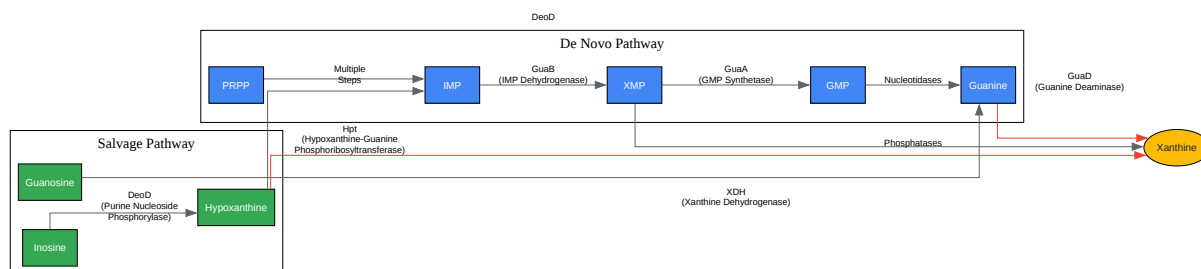 DeoD
De Novo Pathway
PRPP
Multiple
Steps
IMP
GuaB
(IMP Dehydrogenase)
XMP
GuaA
(GMP Synthetase)
GMP
Nucleotidases
Guanine
GuaD
(Guanine Deaminase)
Salvage Pathway
Hpt
(Hypoxanthine-Guanine
Phosphoribosyltransferase)
Phosphatases
Xanthine
Guanosine
DeoD
(Purine Nucleoside
Phosphorylase)
Hypoxanthine
XDH
(Xanthine Dehydrogenase)
Inosine